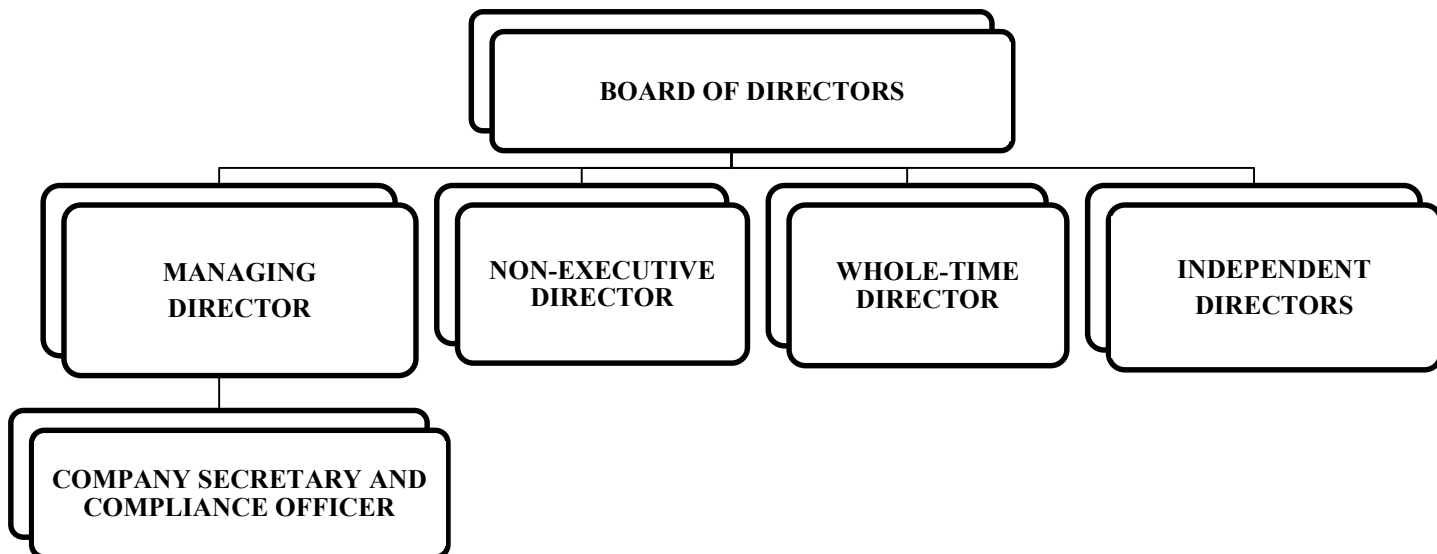 BOARD OF DIRECTORS
MANAGING
DIRECTOR
NON-EXECUTIVE
DIRECTOR
WHOLE-TIME
DIRECTOR
INDEPENDENT
DIRECTORS
COMPANY SECRETARY AND
COMPLIANCE OFFICER